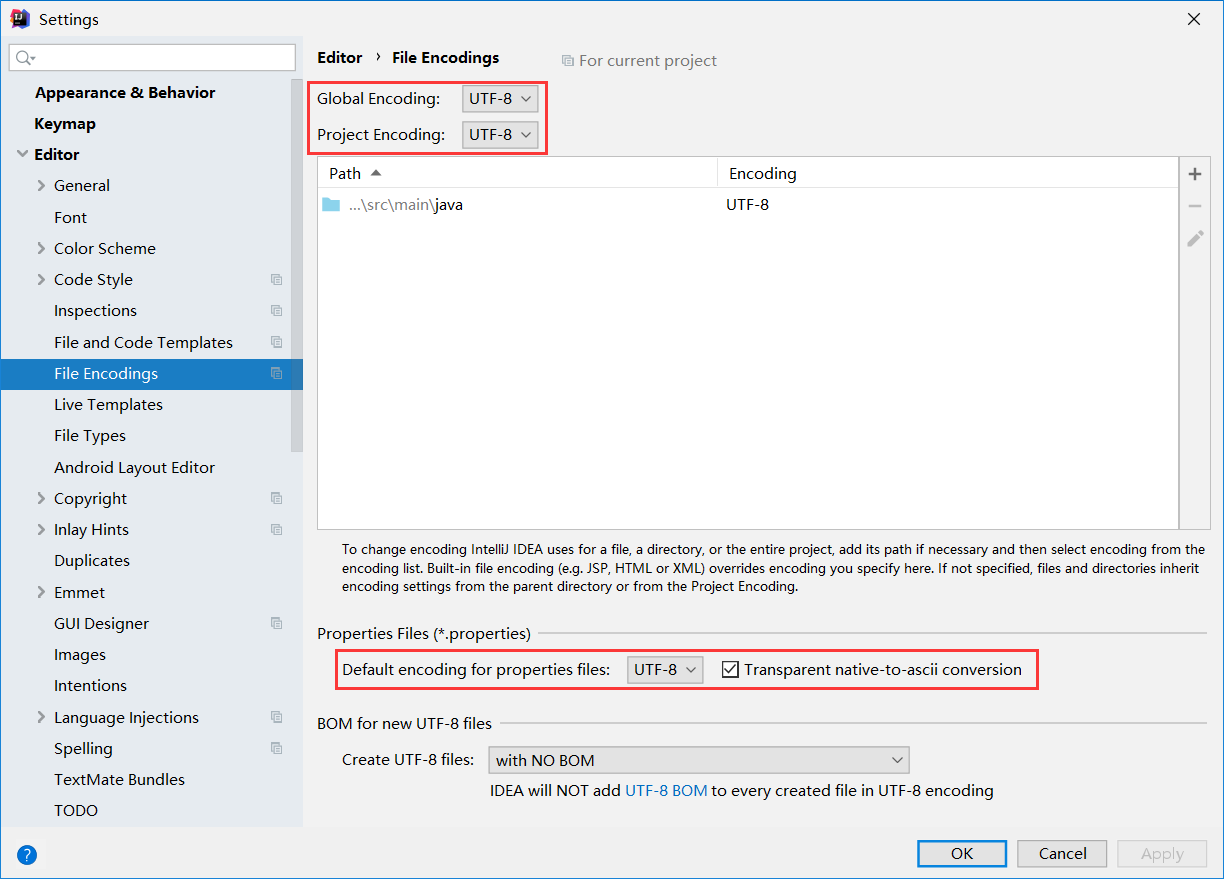 Settings
Appearance & Behavior
Keymap
Editor
General
Font
Color Scheme
Code Style
Inspections
File and Code Templates
File Encodings
Live Templates
File Types
Android Layout Editor
Copyright
Inlay Hints
Duplicates
Emmet
GUI Designer
Images
Intentions
Language Injections
Spelling
TextMate Bundles
TODO
Editor › File Encodings For current project
Global Encoding: UTF-8
Project Encoding: UTF-8
Path Encoding
...\src\main\java UTF-8
To change encoding IntelliJ IDEA uses for a file, a directory, or the entire project, add its path if necessary and then select encoding from the
encoding list. Built-in file encoding (e.g. JSP, HTML or XML) overrides encoding you specify here. If not specified, files and directories inherit
encoding settings from the parent directory or from the Project Encoding.
Properties Files (*.properties)
Default encoding for properties files: UTF-8 Transparent native-to-ascii conversion
BOM for new UTF-8 files
Create UTF-8 files: with NO BOM
IDEA will NOT add UTF-8 BOM to every created file in UTF-8 encoding
? OK Cancel Apply